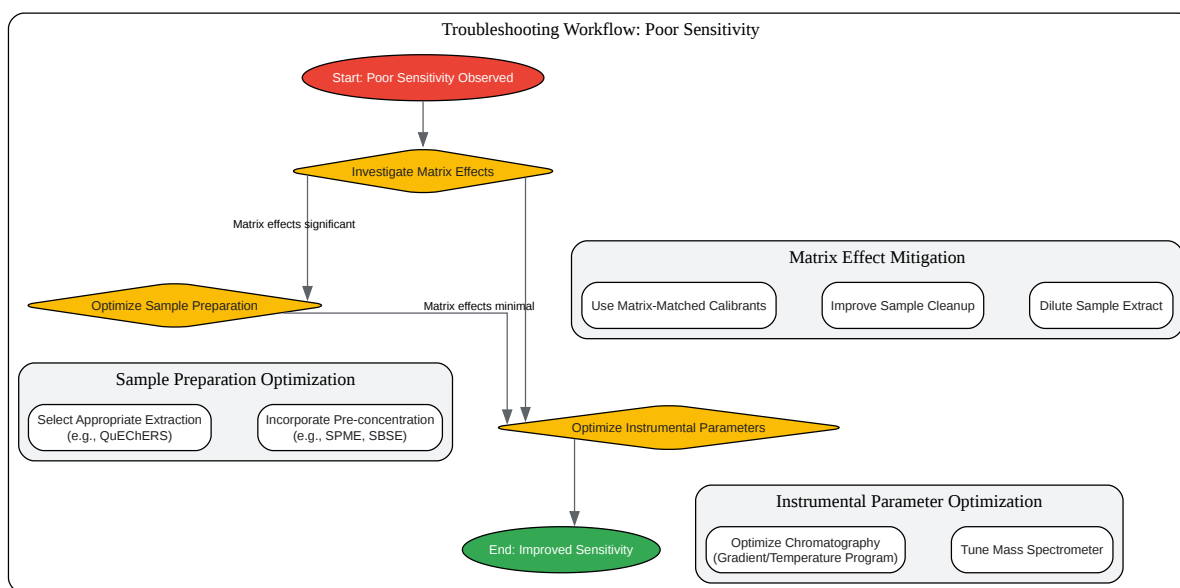 Troubleshooting Workflow: Poor Sensitivity
Start: Poor Sensitivity Observed
Investigate Matrix Effects
Matrix effects significant
Matrix Effect Mitigation
Use Matrix-Matched Calibrants
Improve Sample Cleanup
Dilute Sample Extract
Optimize Sample Preparation
Matrix effects minimal
Sample Preparation Optimization
Select Appropriate Extraction
(e.g., QuEChERS)
Incorporate Pre-concentration
(e.g., SPME, SBSE)
Optimize Instrumental Parameters
Instrumental Parameter Optimization
Optimize Chromatography
(Gradient/Temperature Program)
Tune Mass Spectrometer
End: Improved Sensitivity